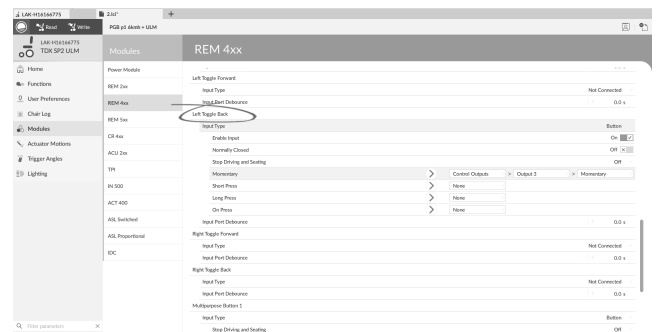 LAK-H16166775
2.lci*
+
Read
Write
PGB p1 6kmh + ULM
LAK-H16166775
TDX SP2 ULM
Modules
REM 4xx
Home
Functions
User Preferences
Chair Log
Modules
Actuator Motions
Trigger Angles
Lighting
Filter parameters
Power Module
REM 2xx
REM 4xx
REM 5xx
CR 4xx
ACU 2xx
TPI
IN 500
ACT 400
ASL Switched
ASL Proportional
IDC
Left Toggle Forward
Input Type Not Connected
Input Port Debounce 0.0 s
Left Toggle Back
Input Type Button
Enable Input On
Normally Closed Off
Stop Driving and Seating Off
Momentary > Control Outputs > Output 3 > Momentary
Short Press > None
Long Press > None
On Press > None
Input Port Debounce 0.0 s
Right Toggle Forward
Input Type Not Connected
Input Port Debounce 0.0 s
Right Toggle Back
Input Type Not Connected
Input Port Debounce 0.0 s
Multipurpose Button 1
Input Type Button
Stop Driving and Seating Off